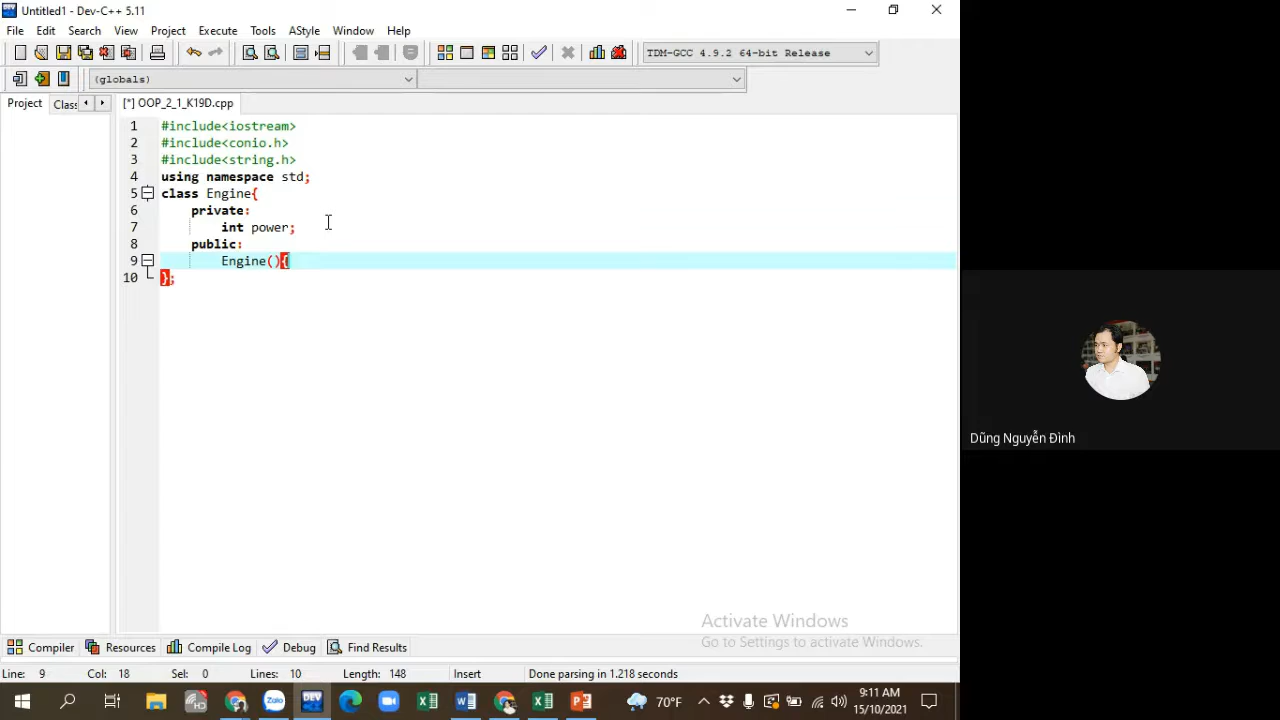 Untitled1 - Dev-C++ 5.11
File Edit Search View Project Execute Tools AStyle Window Help
TDM-GCC 4.9.2 64-bit Release
(globals)
Project Class [*] OOP_2_1_K19D.cpp
1 #include<iostream>
2 #include<conio.h>
3 #include<string.h>
4 using namespace std;
5 class Engine{
6 private:
7 int power;
8 public:
9 Engine(){
10 };
Dũng Nguyễn Đình
Activate Windows
Go to Settings to activate Windows.
Compiler Resources Compile Log Debug Find Results
Line: 9 Col: 18 Sel: 0 Lines: 10 Length: 148 Insert Done parsing in 1.218 seconds
HD Zalo DEV 70°F 9:11 AM
15/10/2021